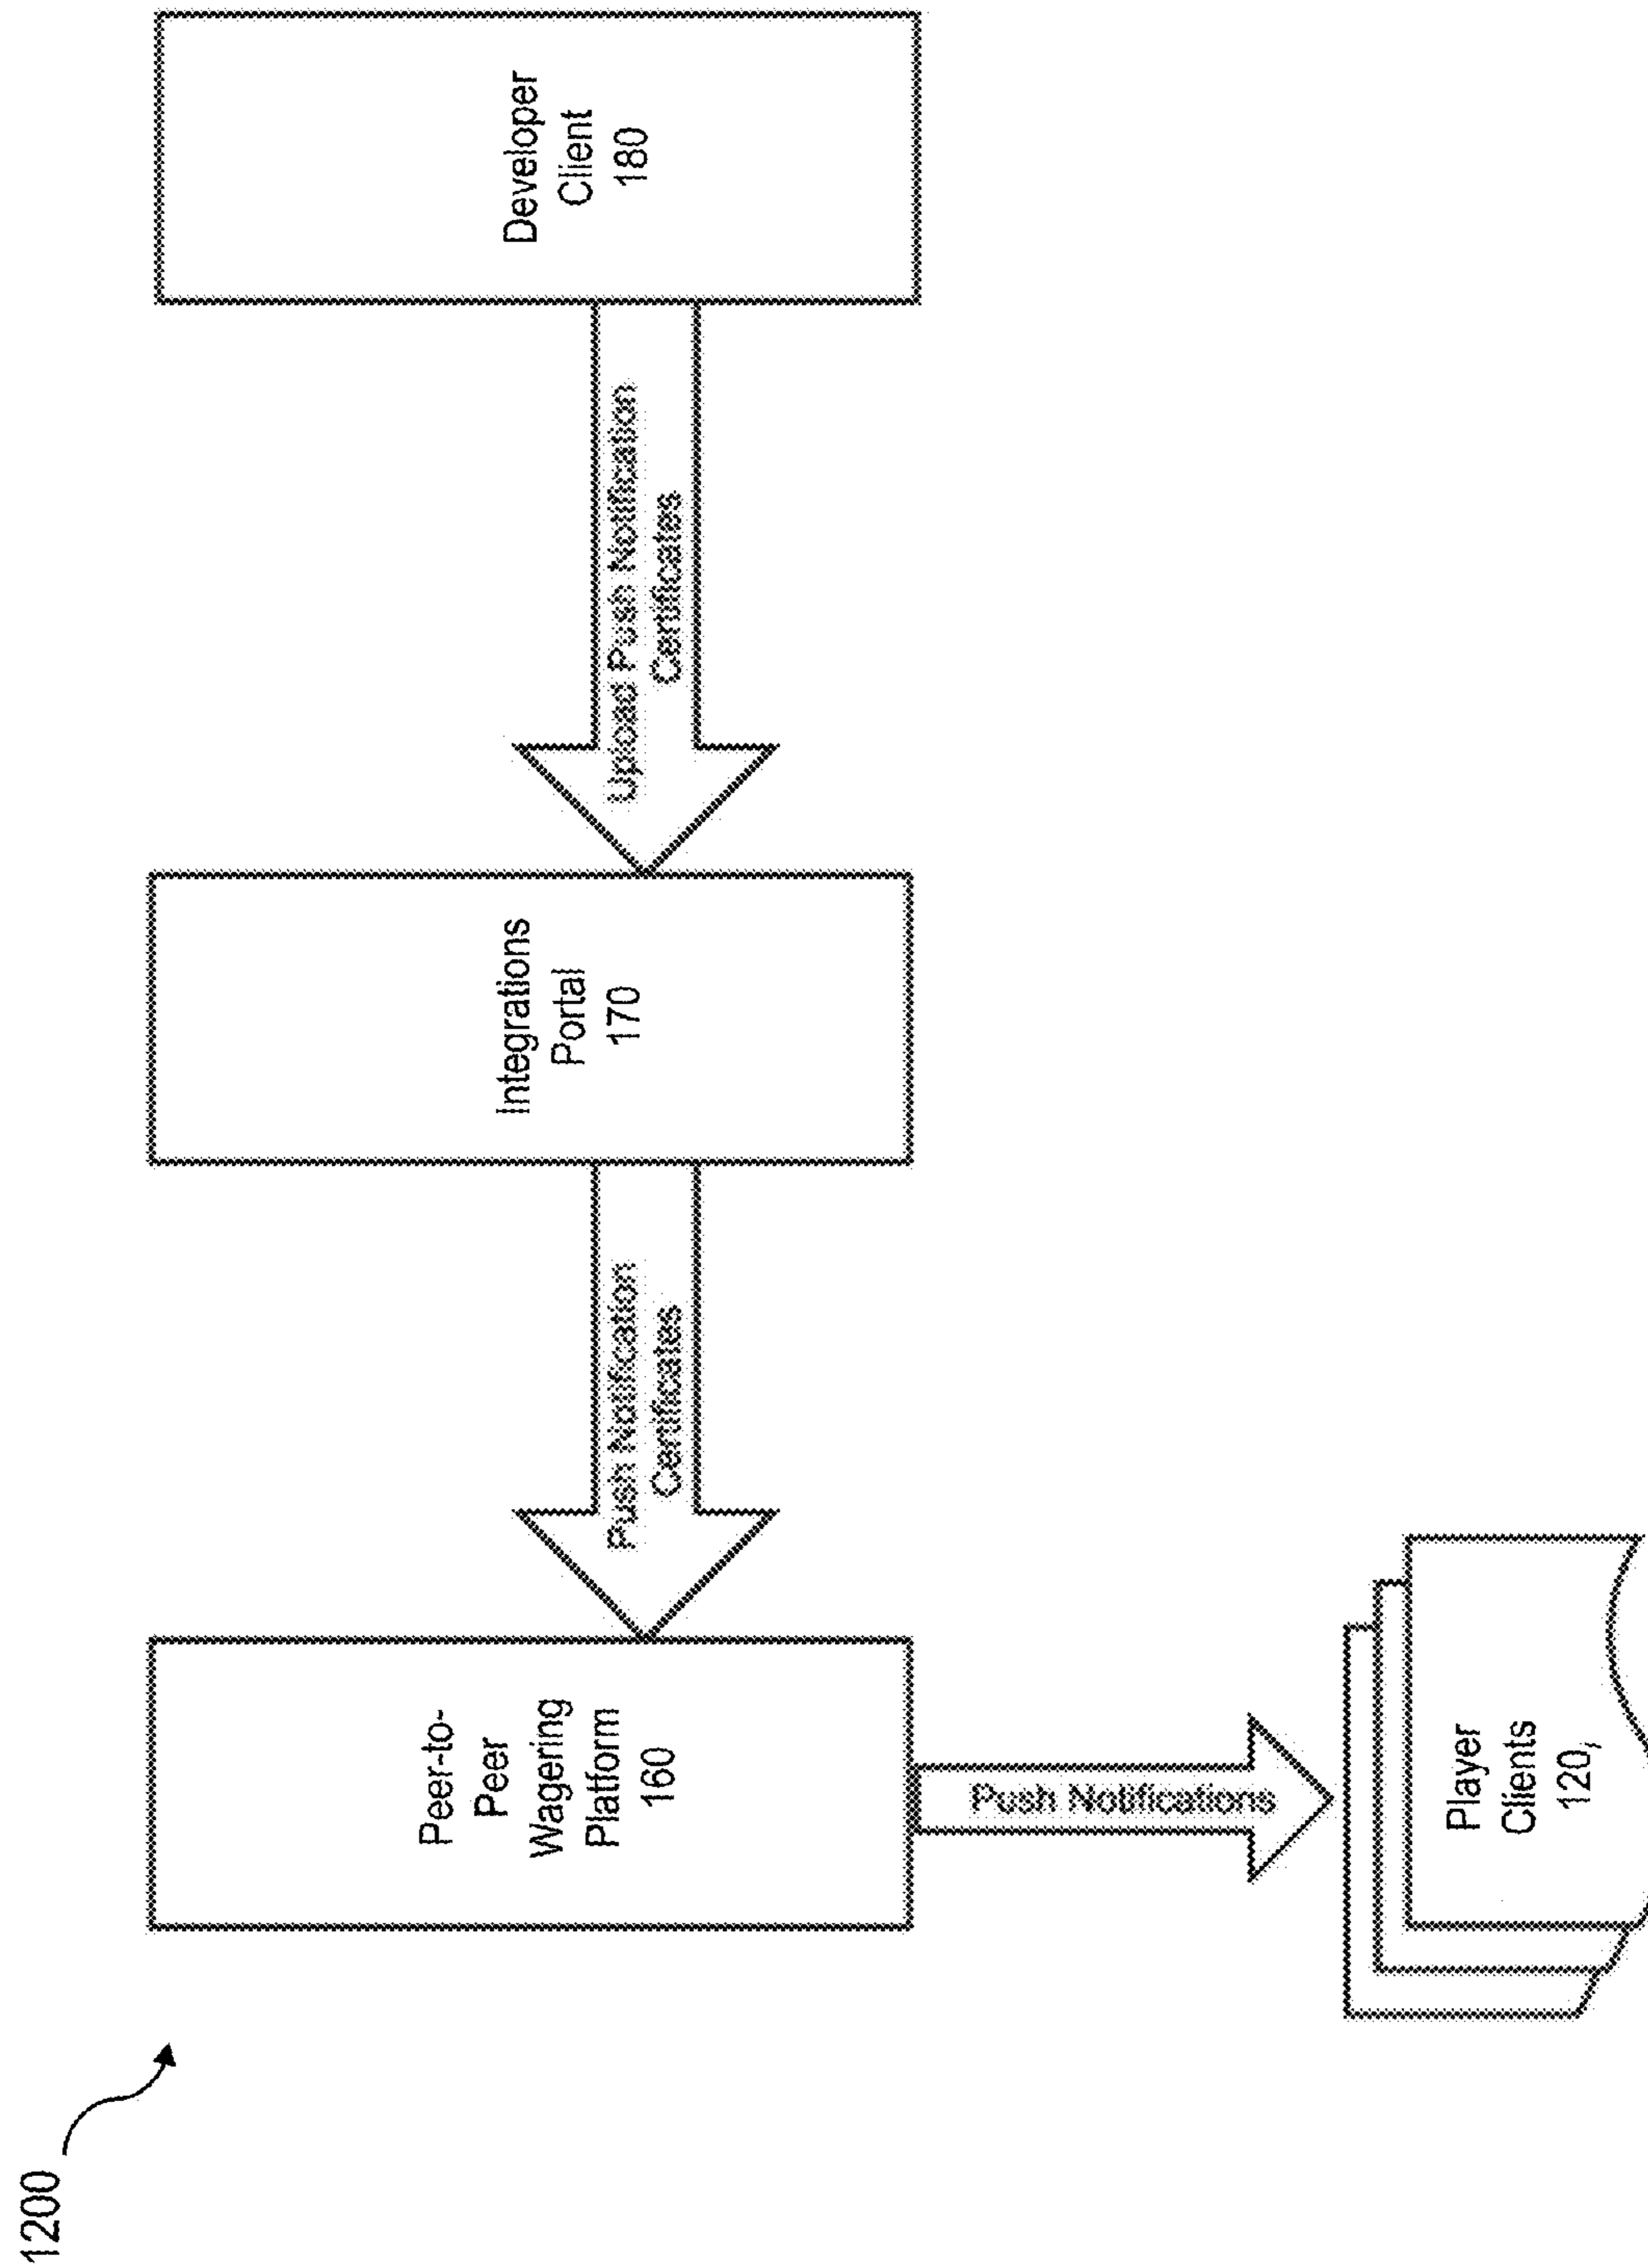 1200
Peer-to-
Peer
Wagering
Platform
160
Push Notification
Certificates
Integrations
Portal
170
Upload Push Notification
Certificates
Developer
Client
180
Push Notifications
Player
Clients
120i